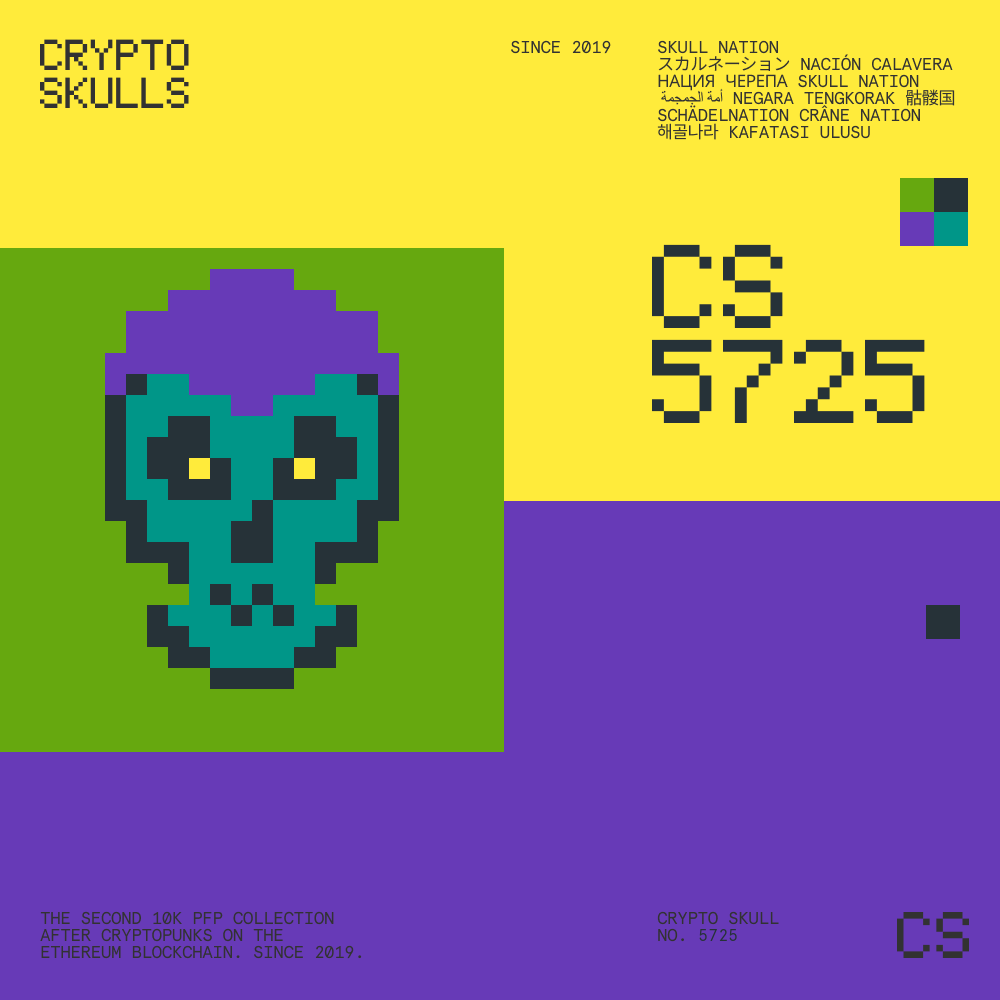 CRYPTO
SKULLS
SINCE 2019
SKULL NATION
スカルネーション NACIÓN CALAVERA
НАЦИЯ ЧЕРЕПА SKULL NATION
أمة الجمجمة NEGARA TENGKORAK 骷髅国
SCHÄDELNATION CRÂNE NATION
해골나라 KAFATASI ULUSU
CS
5725
THE SECOND 10K PFP COLLECTION
AFTER CRYPTOPUNKS ON THE
ETHEREUM BLOCKCHAIN. SINCE 2019.
CRYPTO SKULL
NO. 5725
CS